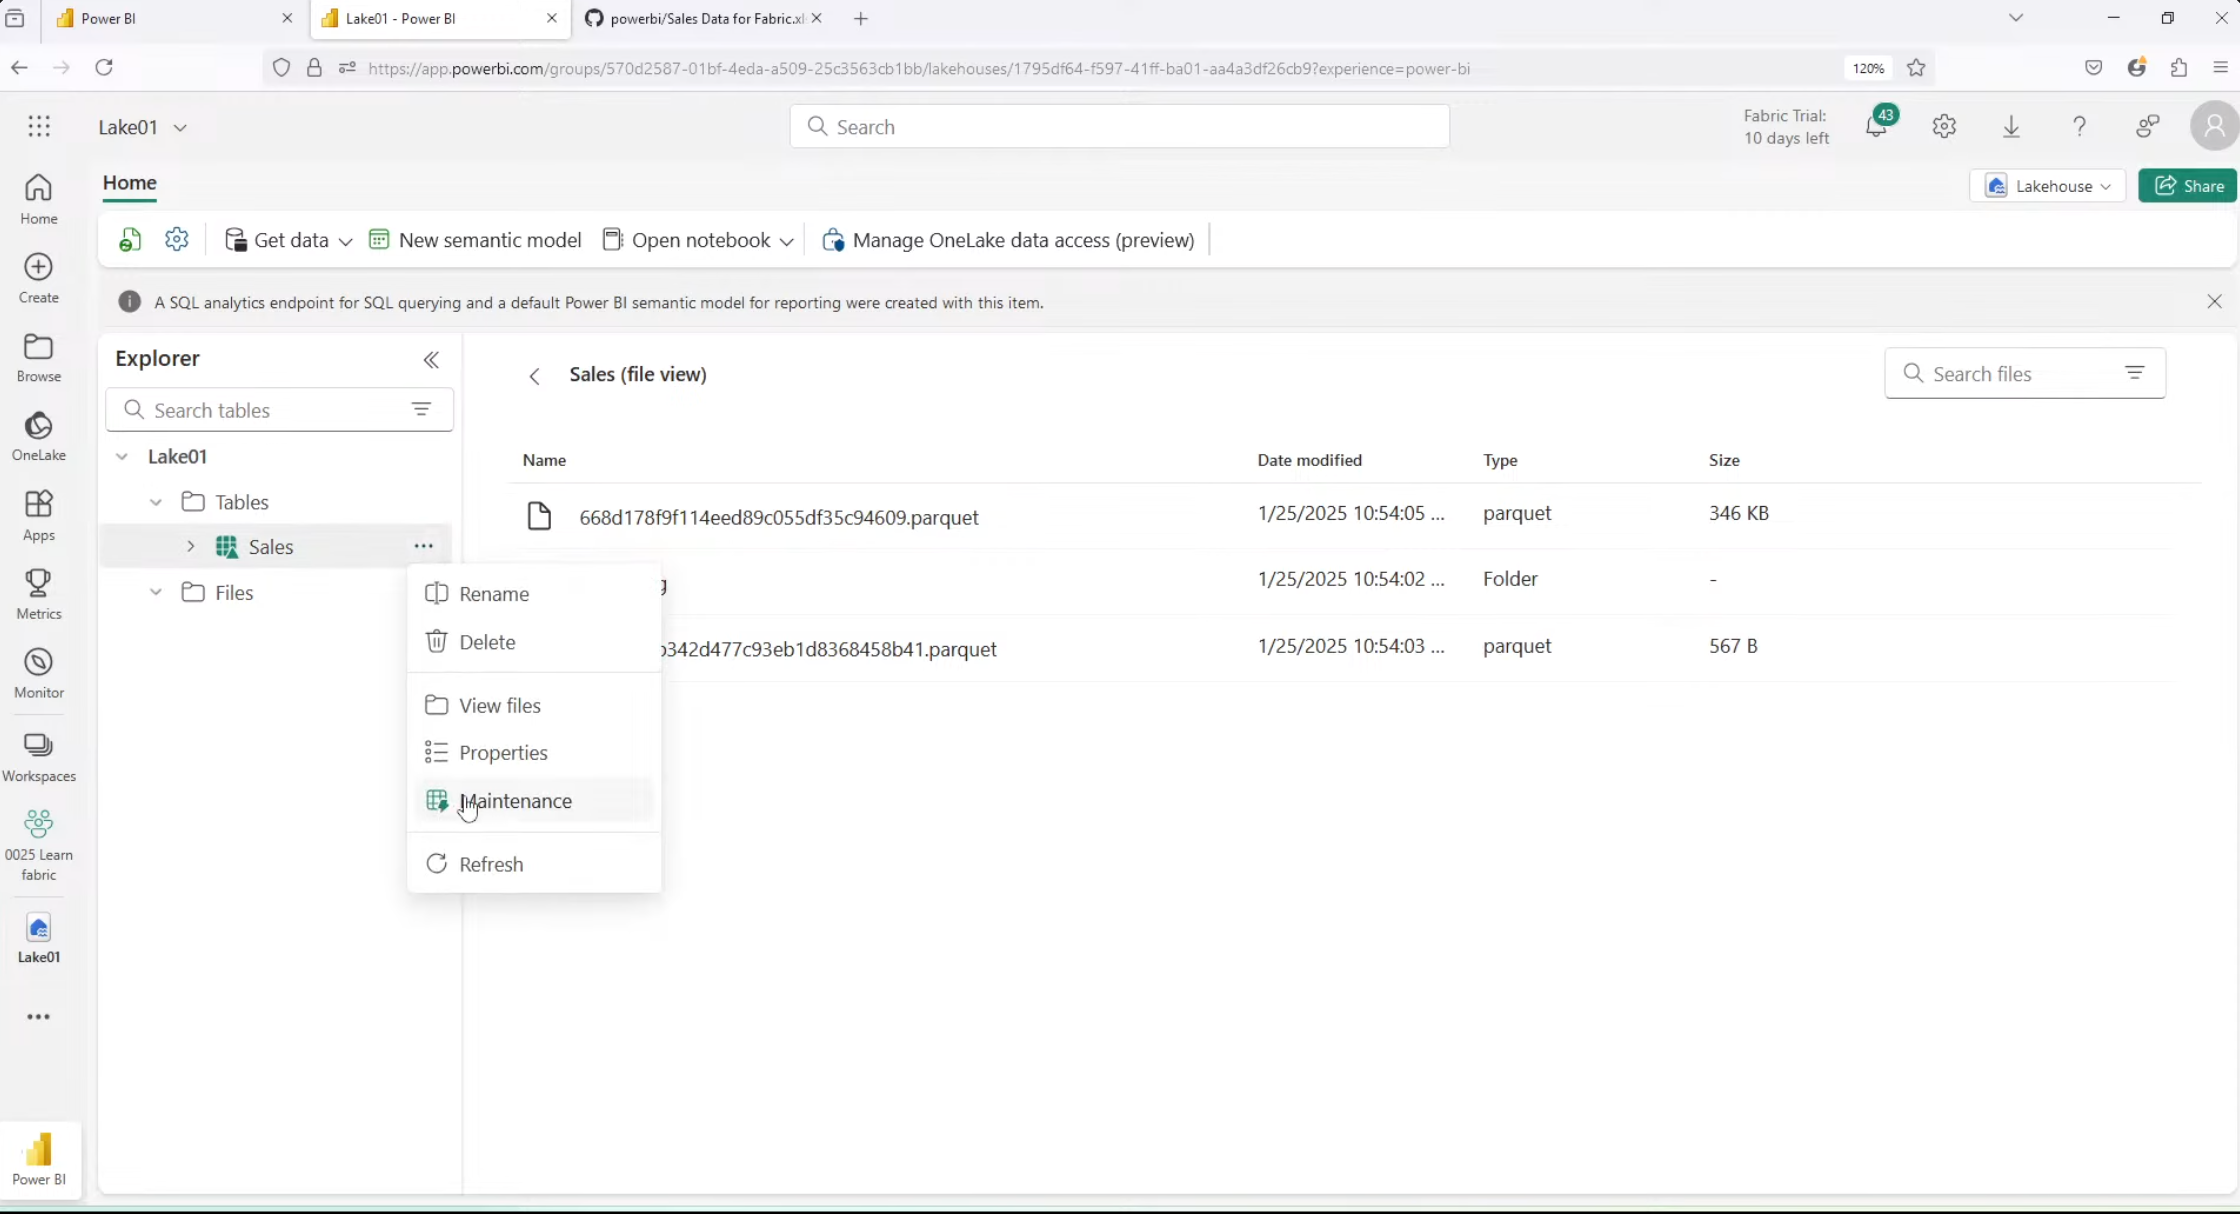 Power BI
Lake01 - Power BI
powerbi/Sales Data for Fabric.xl
https://app.powerbi.com/groups/570d2587-01bf-4eda-a509-25c3563cb1bb/lakehouses/1795df64-f597-41ff-ba01-aa4a3df26cb9?experience=power-bi
120%
Lake01
Search
Fabric Trial:
10 days left
43
Home
Lakehouse
Share
Get data
New semantic model
Open notebook
Manage OneLake data access (preview)
A SQL analytics endpoint for SQL querying and a default Power BI semantic model for reporting were created with this item.
Home
Create
Browse
OneLake
Apps
Metrics
Monitor
Workspaces
0025 Learn
fabric
Lake01
Power BI
Explorer
Search tables
Lake01
Tables
Sales
Files
Rename
Delete
View files
Properties
Maintenance
Refresh
Sales (file view)
Search files
Name Date modified Type Size
668d178f9f114eed89c055df35c94609.parquet 1/25/2025 10:54:05 ... parquet 346 KB
g 1/25/2025 10:54:02 ... Folder -
b342d477c93eb1d8368458b41.parquet 1/25/2025 10:54:03 ... parquet 567 B